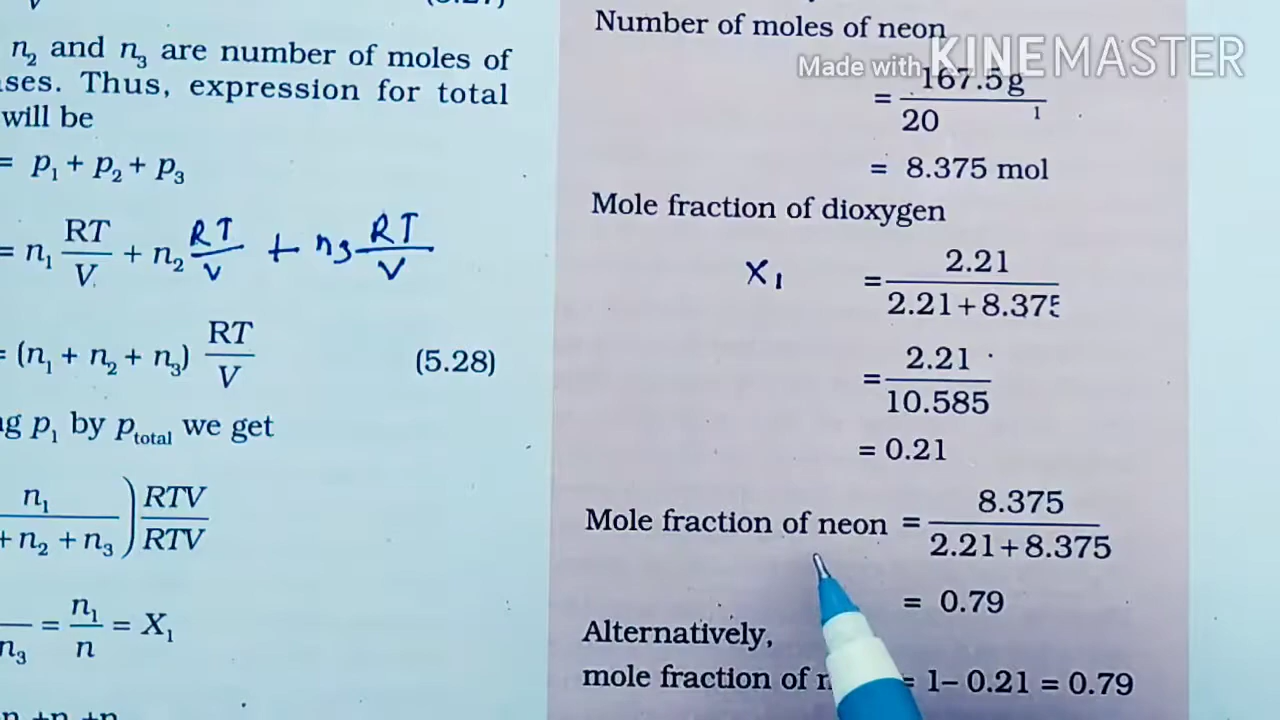 V
n₂ and n₃ are number of moles of
ses. Thus, expression for total
will be
= p₁ + p₂ + p₃
= n₁ RT/V + n₂ RT/V + n₃ RT/V
= (n₁ + n₂ + n₃) RT/V (5.28)
g p₁ by p_total we get
n₁ / + n₂ + n₃ ) RTV/RTV
n₃ = n₁/n = X₁
Number of moles of neon
Made with KINEMASTER
= 167.5 g / 20 1
= 8.375 mol
Mole fraction of dioxygen
X₁ = 2.21 / 2.21+8.375
= 2.21 / 10.585
= 0.21
Mole fraction of neon = 8.375 / 2.21+8.375
= 0.79
Alternatively,
mole fraction of = 1– 0.21 = 0.79